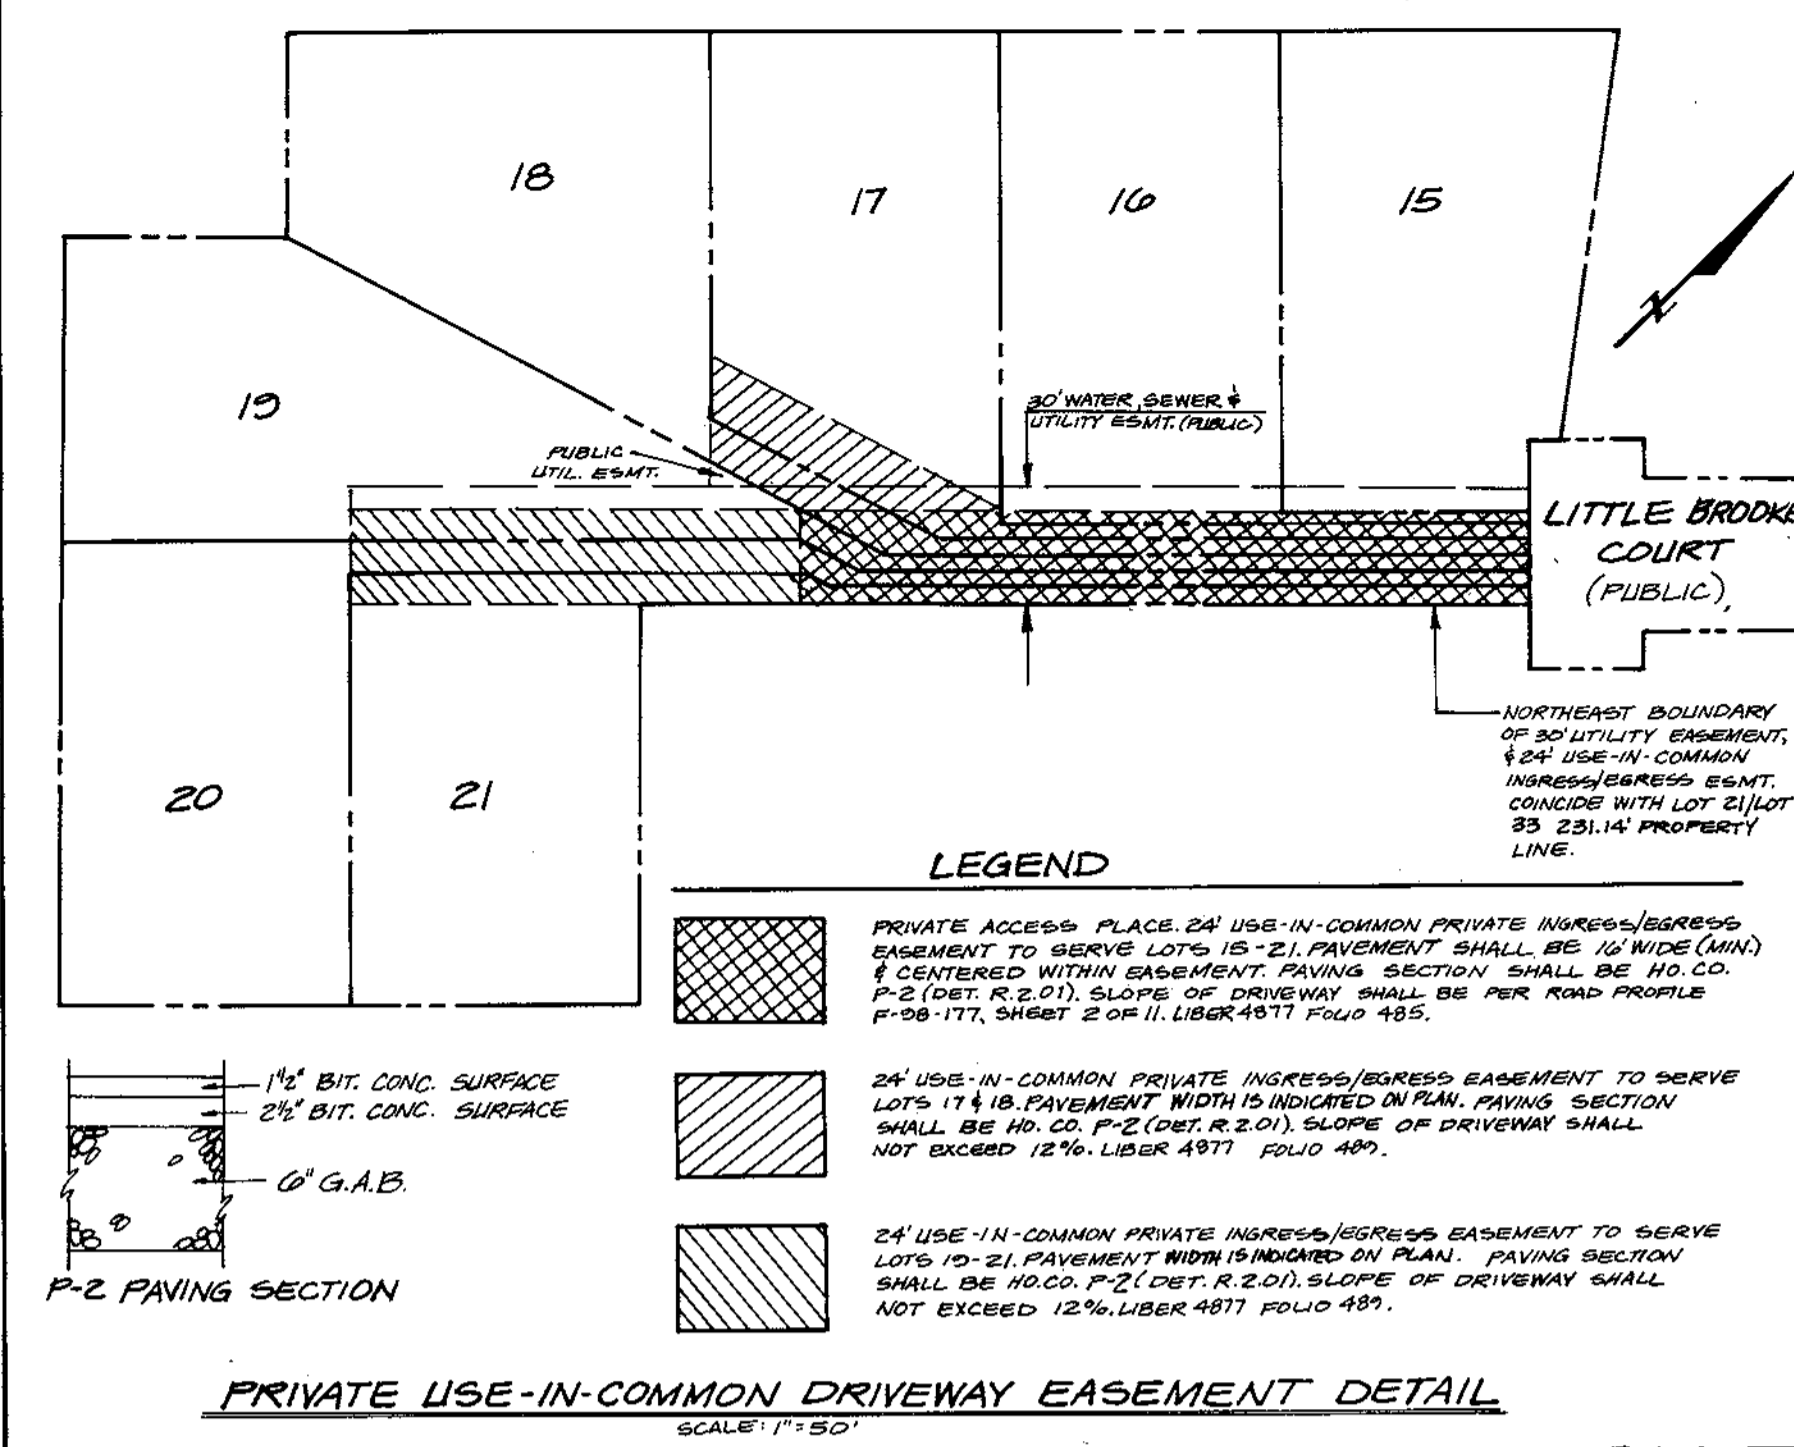 18
17
16
15
19
30' WATER, SEWER &
UTILITY ESMT. (PUBLIC)
PUBLIC
UTIL. ESMT.
N
LITTLE BROOKE
COURT
(PUBLIC)
NORTHEAST BOUNDARY
OF 30' UTILITY EASEMENT,
& 24' USE-IN-COMMON
INGRESS/EGRESS ESMT.
COINCIDE WITH LOT 21/LOT
33 231.14' PROPERTY
LINE.
20
21
LEGEND
PRIVATE ACCESS PLACE. 24' USE-IN-COMMON PRIVATE INGRESS/EGRESS
EASEMENT TO SERVE LOTS 15-21. PAVEMENT SHALL BE 16' WIDE (MIN.)
& CENTERED WITHIN EASEMENT. PAVING SECTION SHALL BE HO. CO.
P-2 (DET. R.2.01). SLOPE OF DRIVEWAY SHALL BE PER ROAD PROFILE
F-98-177, SHEET 2 OF 11. LIBER 4877 FOLIO 485.
24' USE-IN-COMMON PRIVATE INGRESS/EGRESS EASEMENT TO SERVE
LOTS 17 & 18. PAVEMENT WIDTH IS INDICATED ON PLAN. PAVING SECTION
SHALL BE HO. CO. P-2 (DET. R.2.01). SLOPE OF DRIVEWAY SHALL
NOT EXCEED 12%. LIBER 4877 FOLIO 489.
24' USE-IN-COMMON PRIVATE INGRESS/EGRESS EASEMENT TO SERVE
LOTS 19-21. PAVEMENT WIDTH IS INDICATED ON PLAN. PAVING SECTION
SHALL BE HO. CO. P-2 (DET. R.2.01). SLOPE OF DRIVEWAY SHALL
NOT EXCEED 12%. LIBER 4877 FOLIO 489.
1 1/2" BIT. CONC. SURFACE
2 1/2" BIT. CONC. SURFACE
6" G.A.B.
P-2 PAVING SECTION
PRIVATE USE-IN-COMMON DRIVEWAY EASEMENT DETAIL
SCALE: 1" = 50'